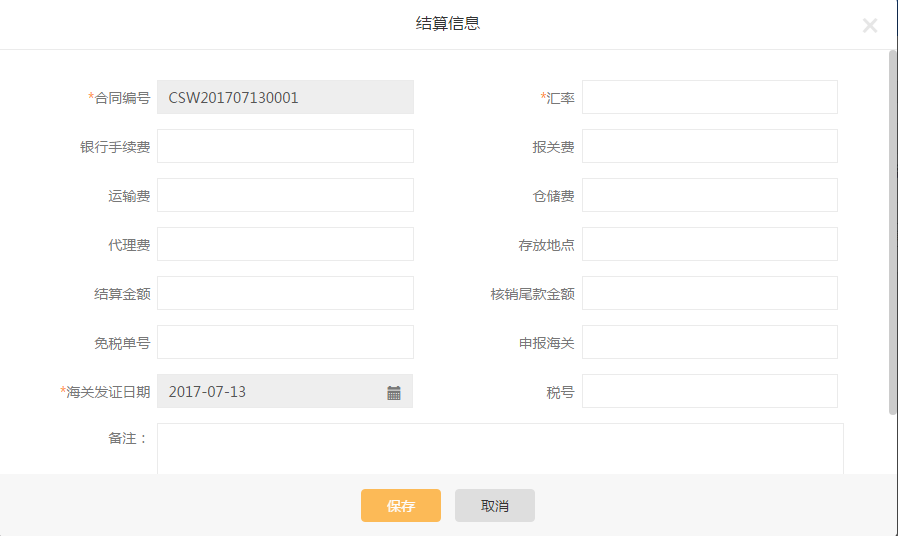 结算信息
*合同编号 CSW201707130001 *汇率
银行手续费 报关费
运输费 仓储费
代理费 存放地点
结算金额 核销尾款金额
免税单号 申报海关
*海关发证日期 2017-07-13 税号
备注：
保存 取消